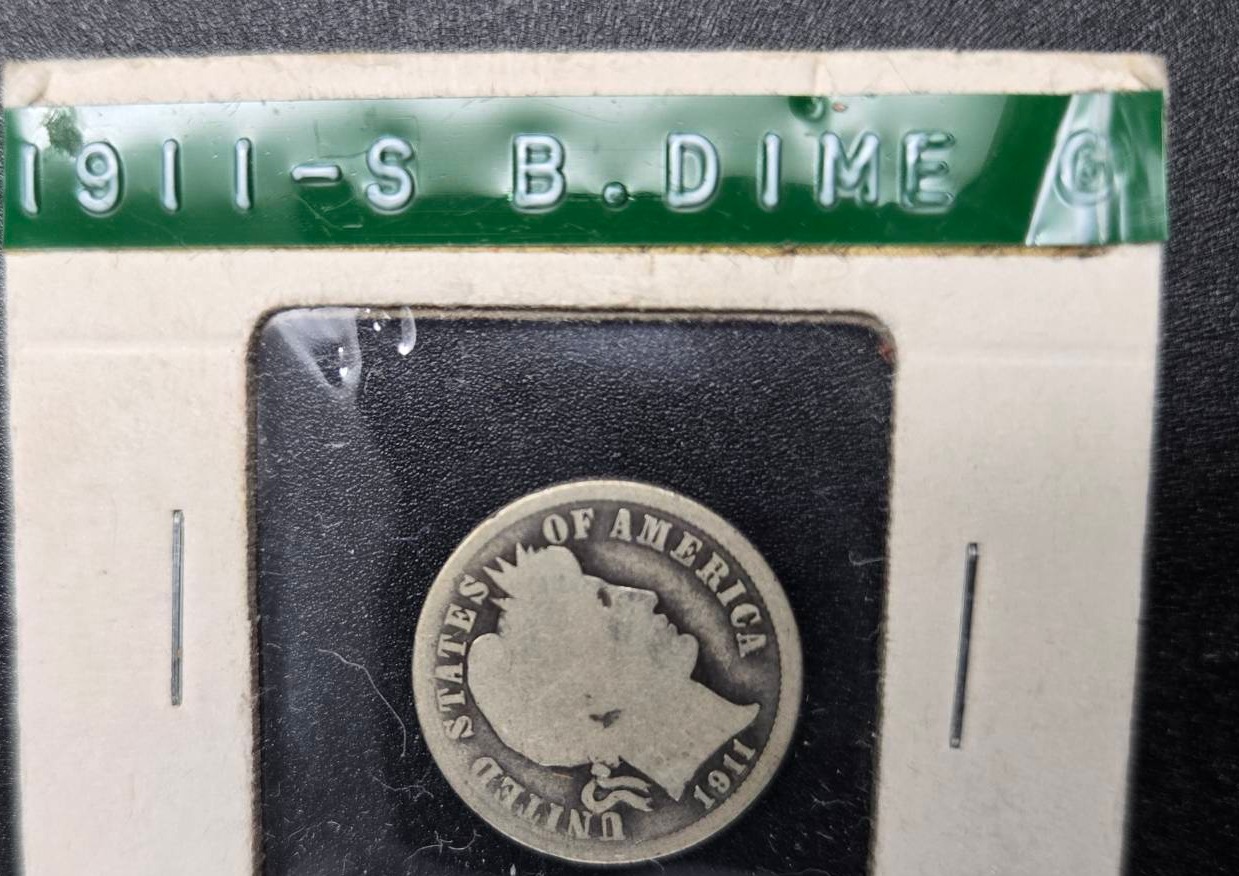 1911-S B.DIME G
UNITED STATES OF AMERICA
1911